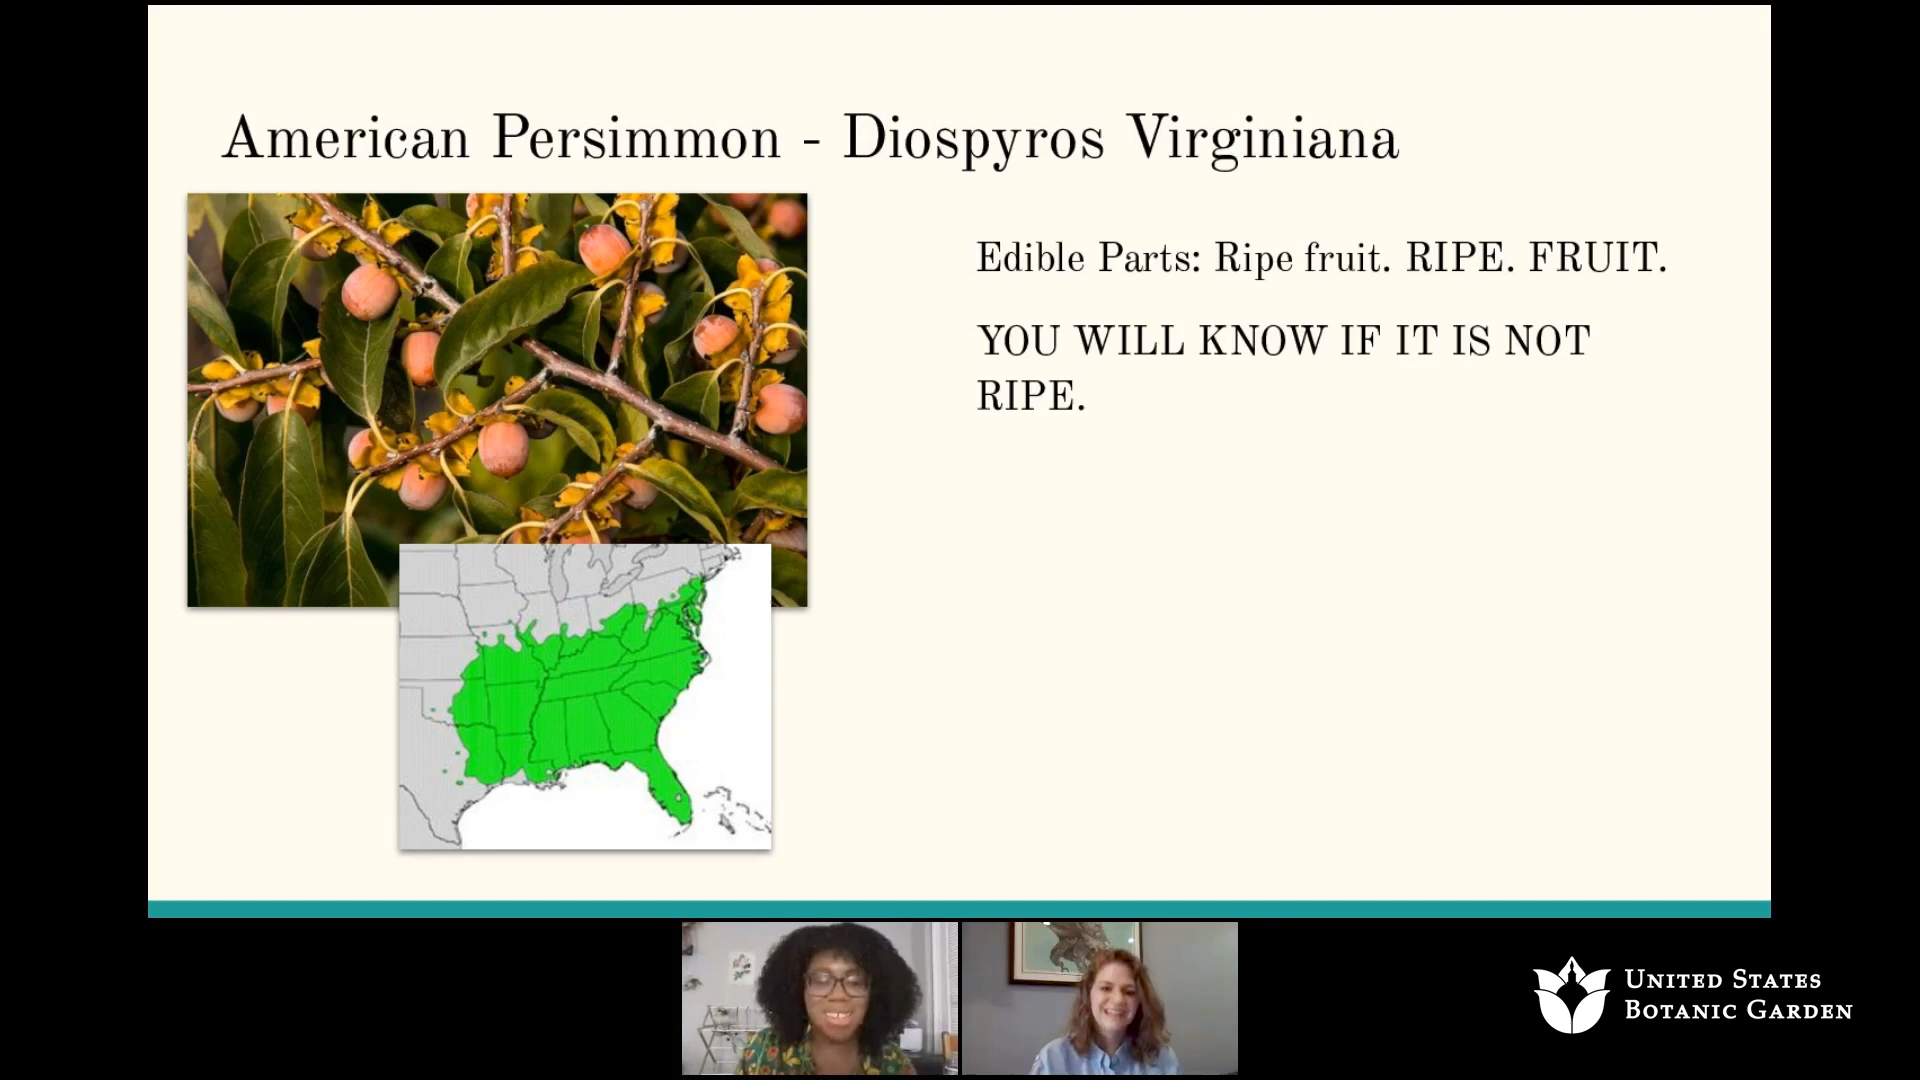 American Persimmon - Diospyros Virginiana
Edible Parts: Ripe fruit. RIPE. FRUIT.
YOU WILL KNOW IF IT IS NOT
RIPE.
UNITED STATES
BOTANIC GARDEN